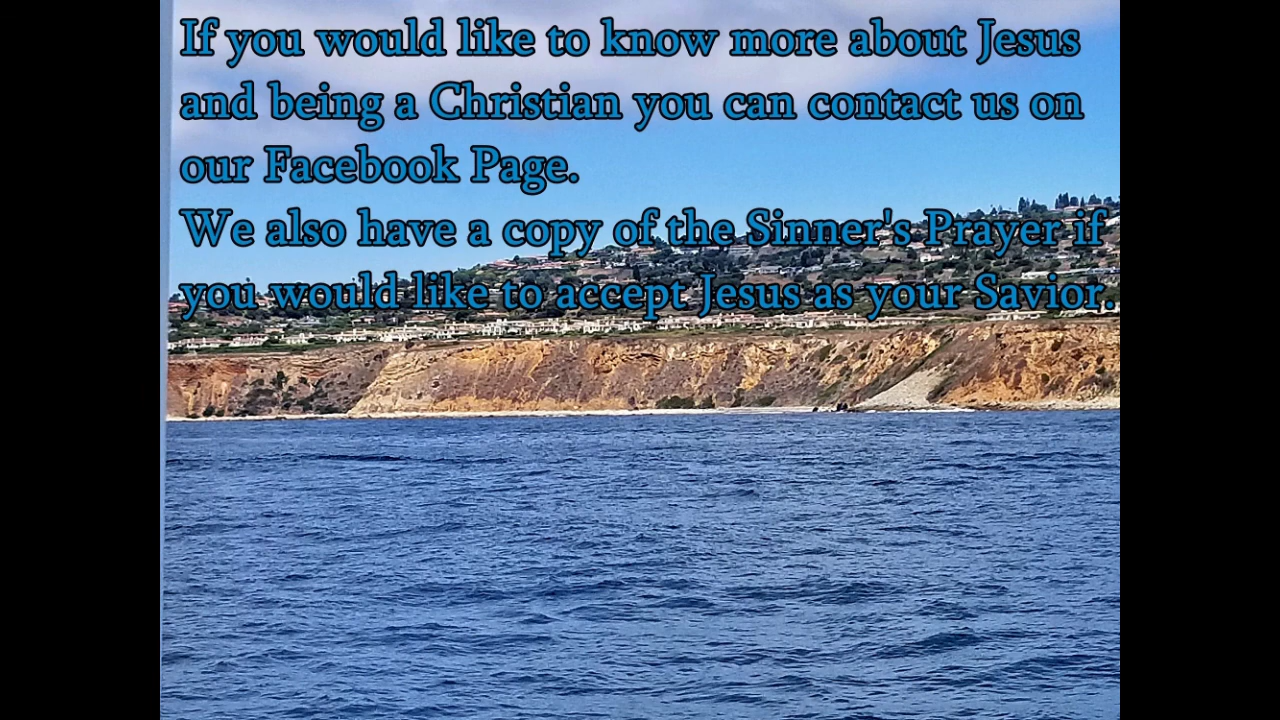 If you would like to know more about Jesus
and being a Christian you can contact us on
our Facebook Page.
We also have a copy of the Sinner's Prayer if
you would like to accept Jesus as your Savior.